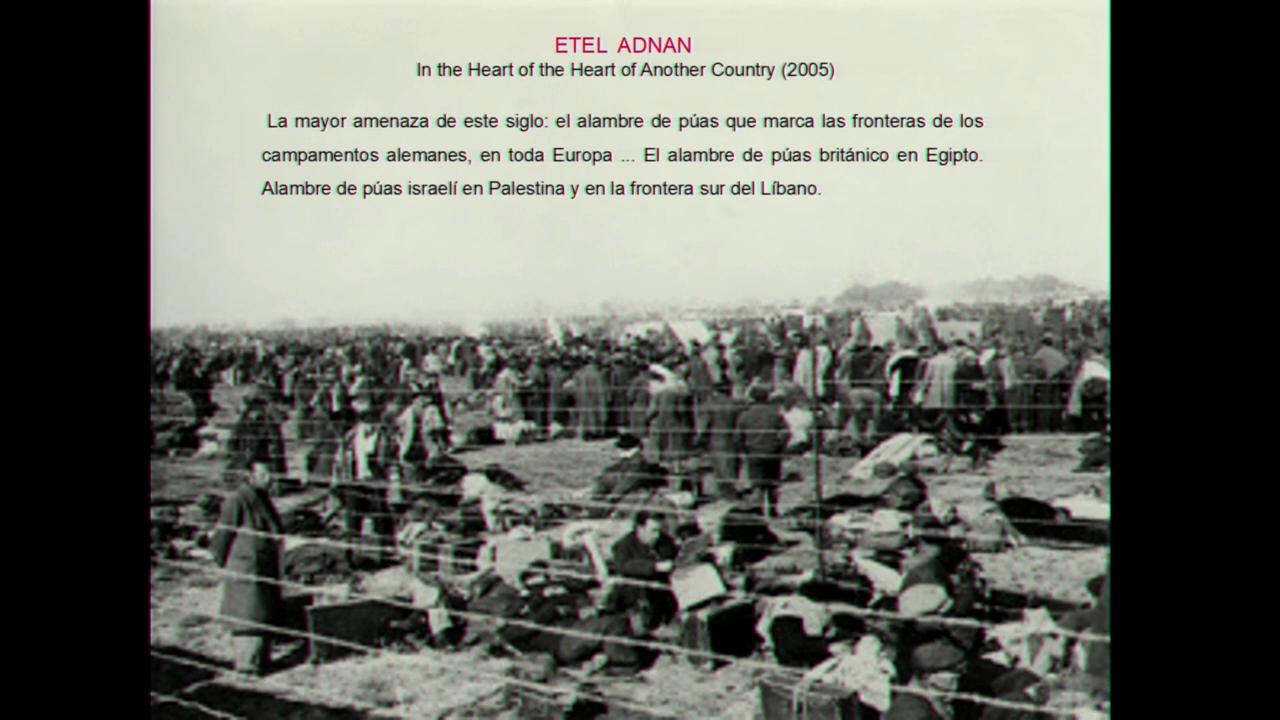 ETEL ADNAN
In the Heart of the Heart of Another Country (2005)
La mayor amenaza de este siglo: el alambre de púas que marca las fronteras de los
campamentos alemanes, en toda Europa ... El alambre de púas británico en Egipto.
Alambre de púas israelí en Palestina y en la frontera sur del Líbano.